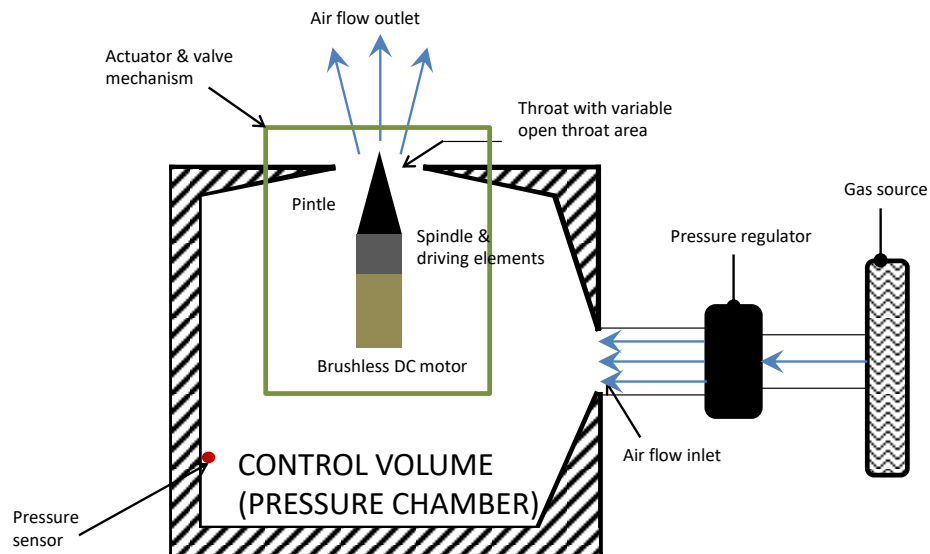 Air flow outlet
Actuator & valve
mechanism
Throat with variable
open throat area
Gas source
Pintle
Pressure regulator
Spindle &
driving elements
Brushless DC motor
Air flow inlet
CONTROL VOLUME
(PRESSURE CHAMBER)
Pressure
sensor